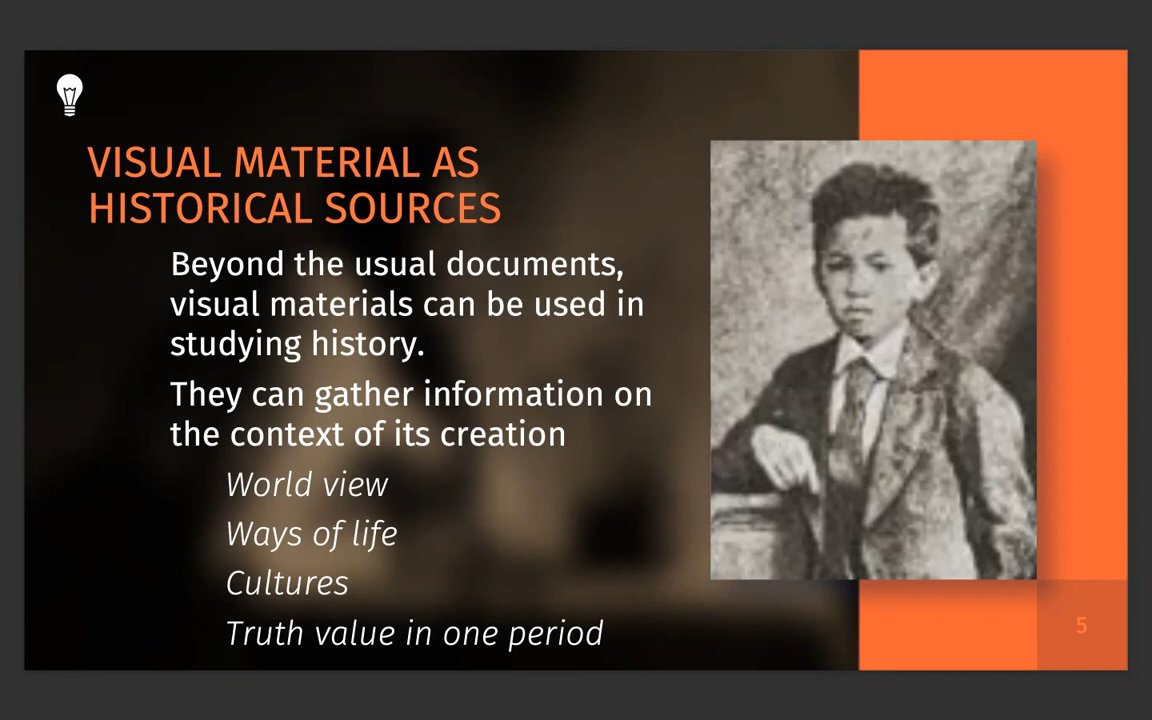 VISUAL MATERIAL AS
HISTORICAL SOURCES
Beyond the usual documents,
visual materials can be used in
studying history.
They can gather information on
the context of its creation
World view
Ways of life
Cultures
Truth value in one period
5